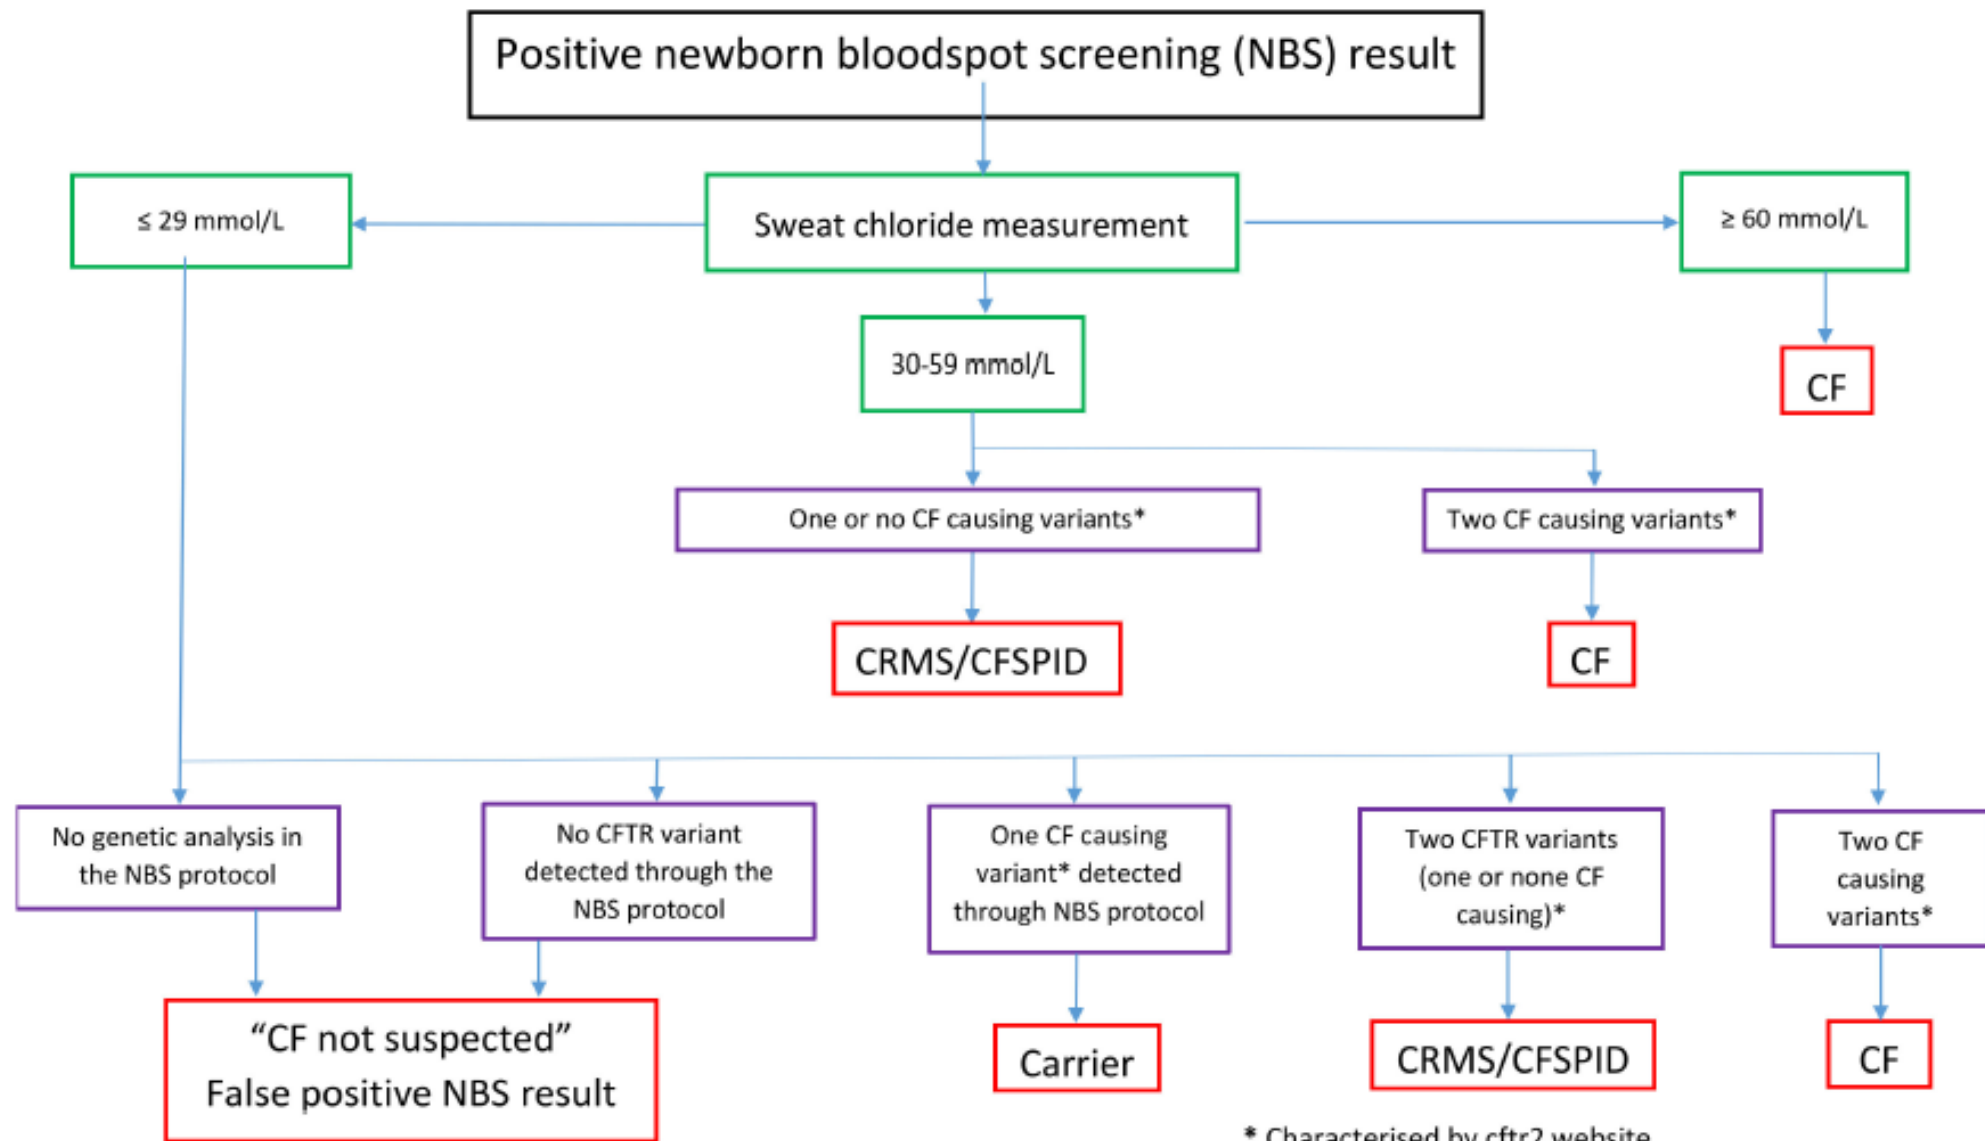 Positive newborn bloodspot screening (NBS) result
≤ 29 mmol/L
Sweat chloride measurement
≥ 60 mmol/L
30-59 mmol/L
CF
One or no CF causing variants*
Two CF causing variants*
CRMS/CFSPID
CF
No genetic analysis in
the NBS protocol
No CFTR variant
detected through the
NBS protocol
One CF causing
variant* detected
through NBS protocol
Two CFTR variants
(one or none CF
causing)*
Two CF
causing
variants*
“CF not suspected”
False positive NBS result
Carrier
CRMS/CFSPID
CF
* Characterised by cftr2 website